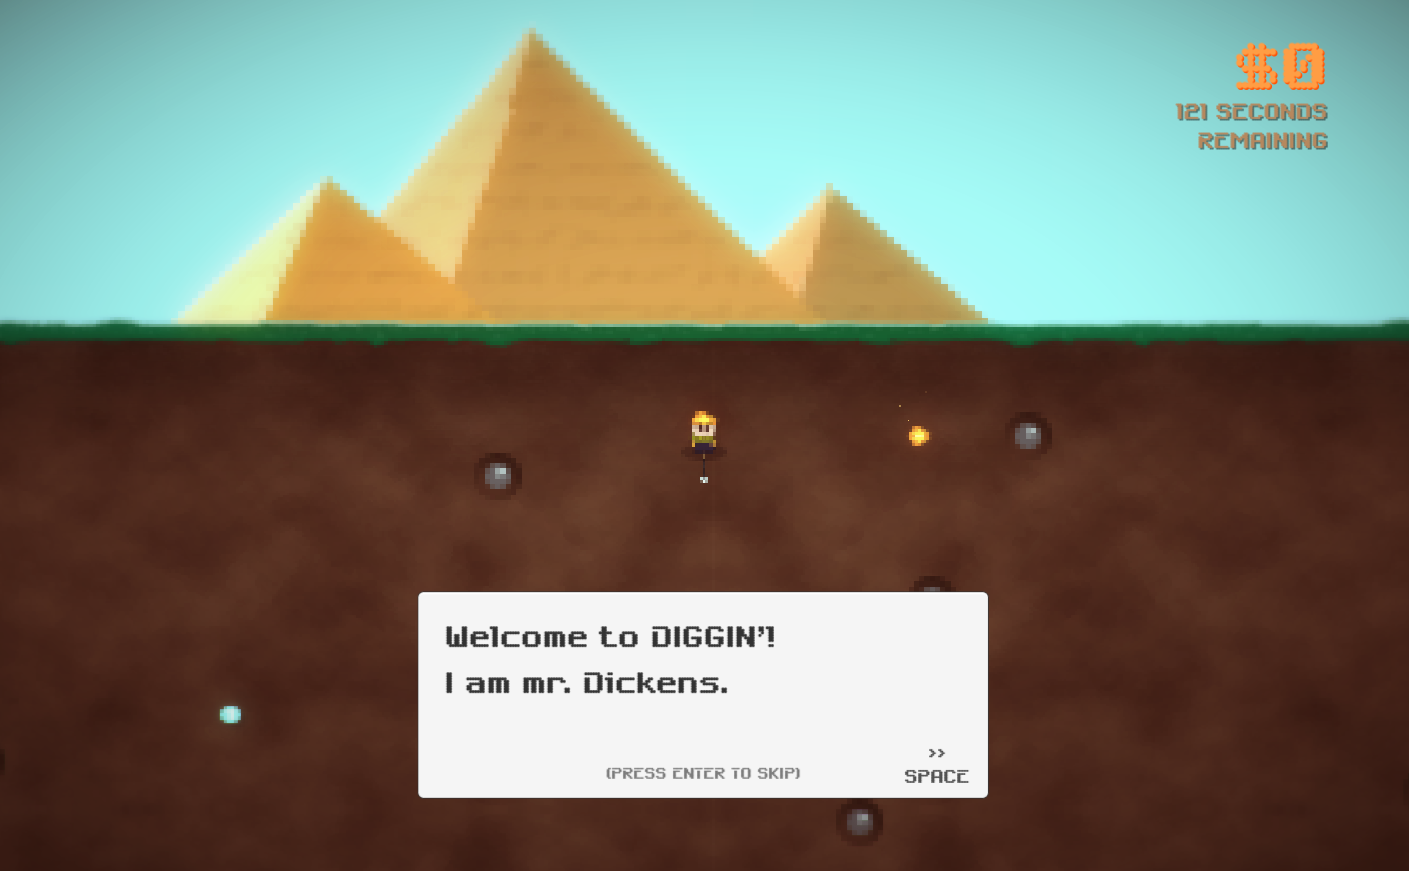 $0
121 SECONDS
REMAINING
Welcome to DIGGIN'!
I am mr. Dickens.
>>
(PRESS ENTER TO SKIP)
SPACE